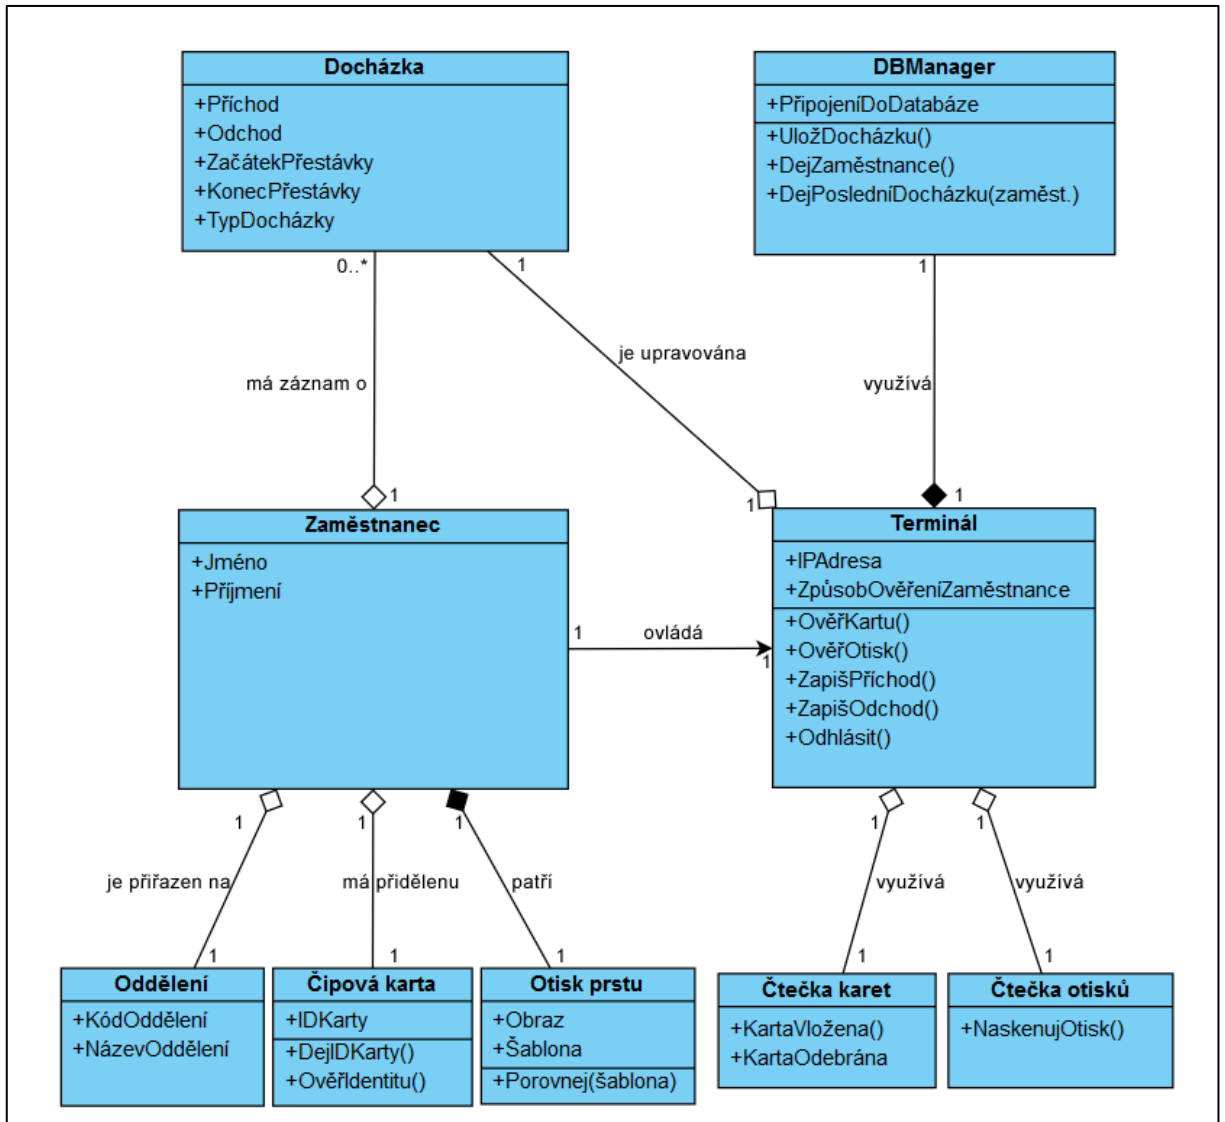 Docházka
+Příchod
+Odchod
+ZačátekPřestávky
+KonecPřestávky
+TypDocházky
DBManager
+PřipojeníDoDatabáze
+UložDocházku()
+DejZaměstnance()
+DejPosledníDocházku(zaměst.)
0..*
1
1
je upravována
má záznam o
využívá
1
1
1
Zaměstnanec
+Jméno
+Příjmení
Terminál
+IPAdresa
+ZpůsobOvěřeníZaměstnance
+OvěřKartu()
+OvěřOtisk()
+ZapišPříchod()
+ZapišOdchod()
+Odhlásit()
1
ovládá
1
1
1
1
1
1
je přiřazen na
má přidělenu
patří
využívá
využívá
1
1
1
1
1
Oddělení
+KódOddělení
+NázevOddělení
Čipová karta
+IDKarty
+DejIDKarty()
+OvěřIdentitu()
Otisk prstu
+Obraz
+Šablona
+Porovnej(šablona)
Čtečka karet
+KartaVložena()
+KartaOdebrána
Čtečka otisků
+NaskenujOtisk()